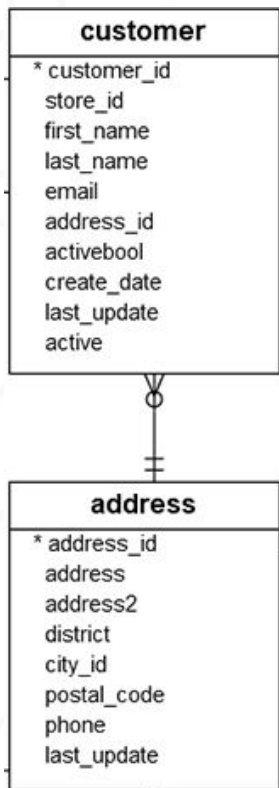 customer
* customer_id
store_id
first_name
last_name
email
address_id
activebool
create_date
last_update
active
address
* address_id
address
address2
district
city_id
postal_code
phone
last_update